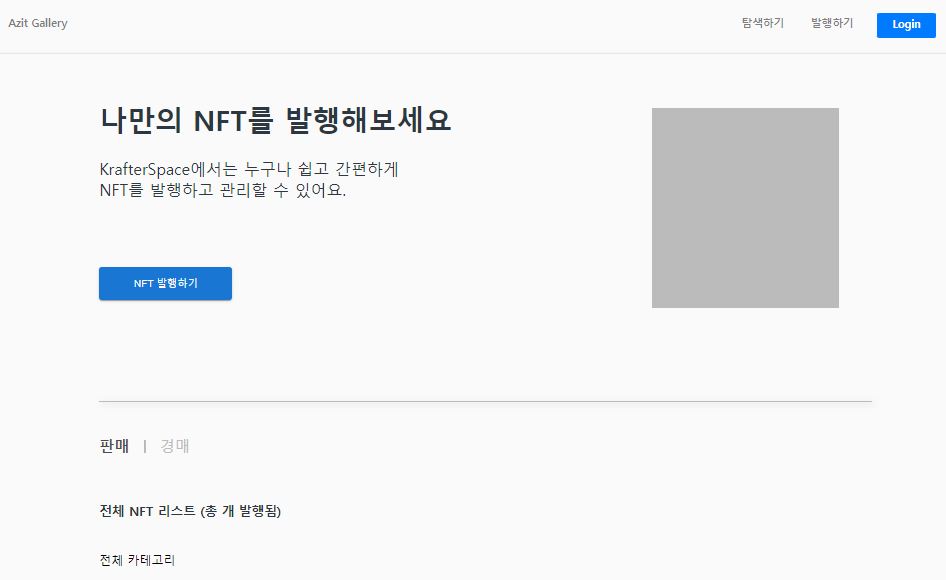 Azit Gallery
탐색하기 발행하기 Login
나만의 NFT를 발행해보세요
KrafterSpace에서는 누구나 쉽고 간편하게
NFT를 발행하고 관리할 수 있어요.
NFT 발행하기
판매 | 경매
전체 NFT 리스트 (총 개 발행됨)
전체 카테고리